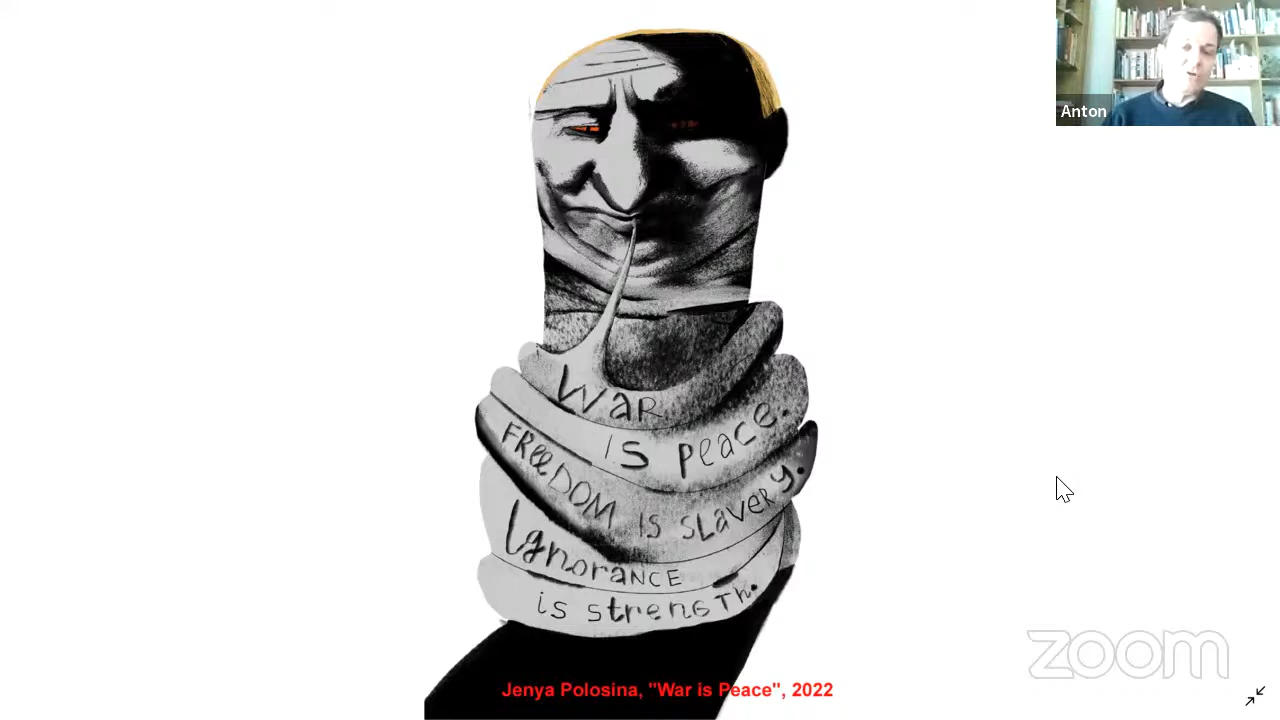 Anton
WAR
IS PEACE.
FREEDOM IS SLAVERY.
IGNORANCE
is strength.
Jenya Polosina, "War is Peace", 2022
zoom